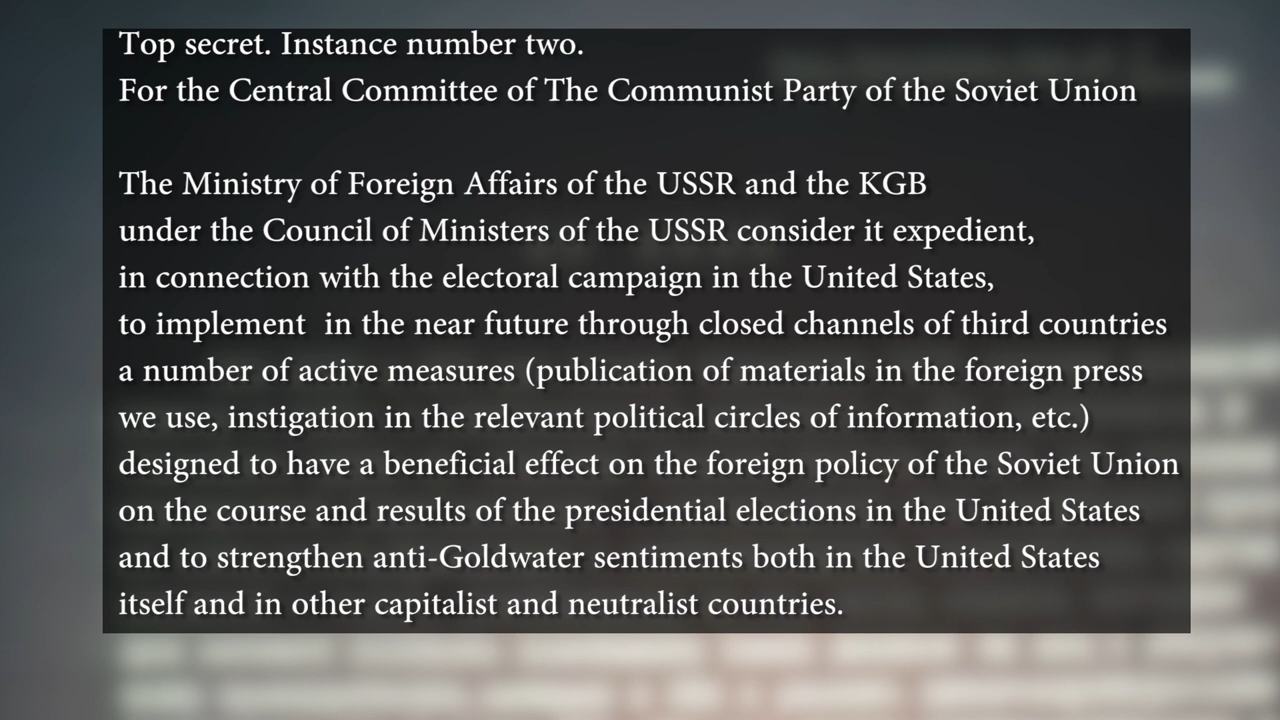 Top secret. Instance number two.
For the Central Committee of The Communist Party of the Soviet Union
The Ministry of Foreign Affairs of the USSR and the KGB
under the Council of Ministers of the USSR consider it expedient,
in connection with the electoral campaign in the United States,
to implement  in the near future through closed channels of third countries
a number of active measures (publication of materials in the foreign press
we use, instigation in the relevant political circles of information, etc.)
designed to have a beneficial effect on the foreign policy of the Soviet Union
on the course and results of the presidential elections in the United States
and to strengthen anti-Goldwater sentiments both in the United States
itself and in other capitalist and neutralist countries.